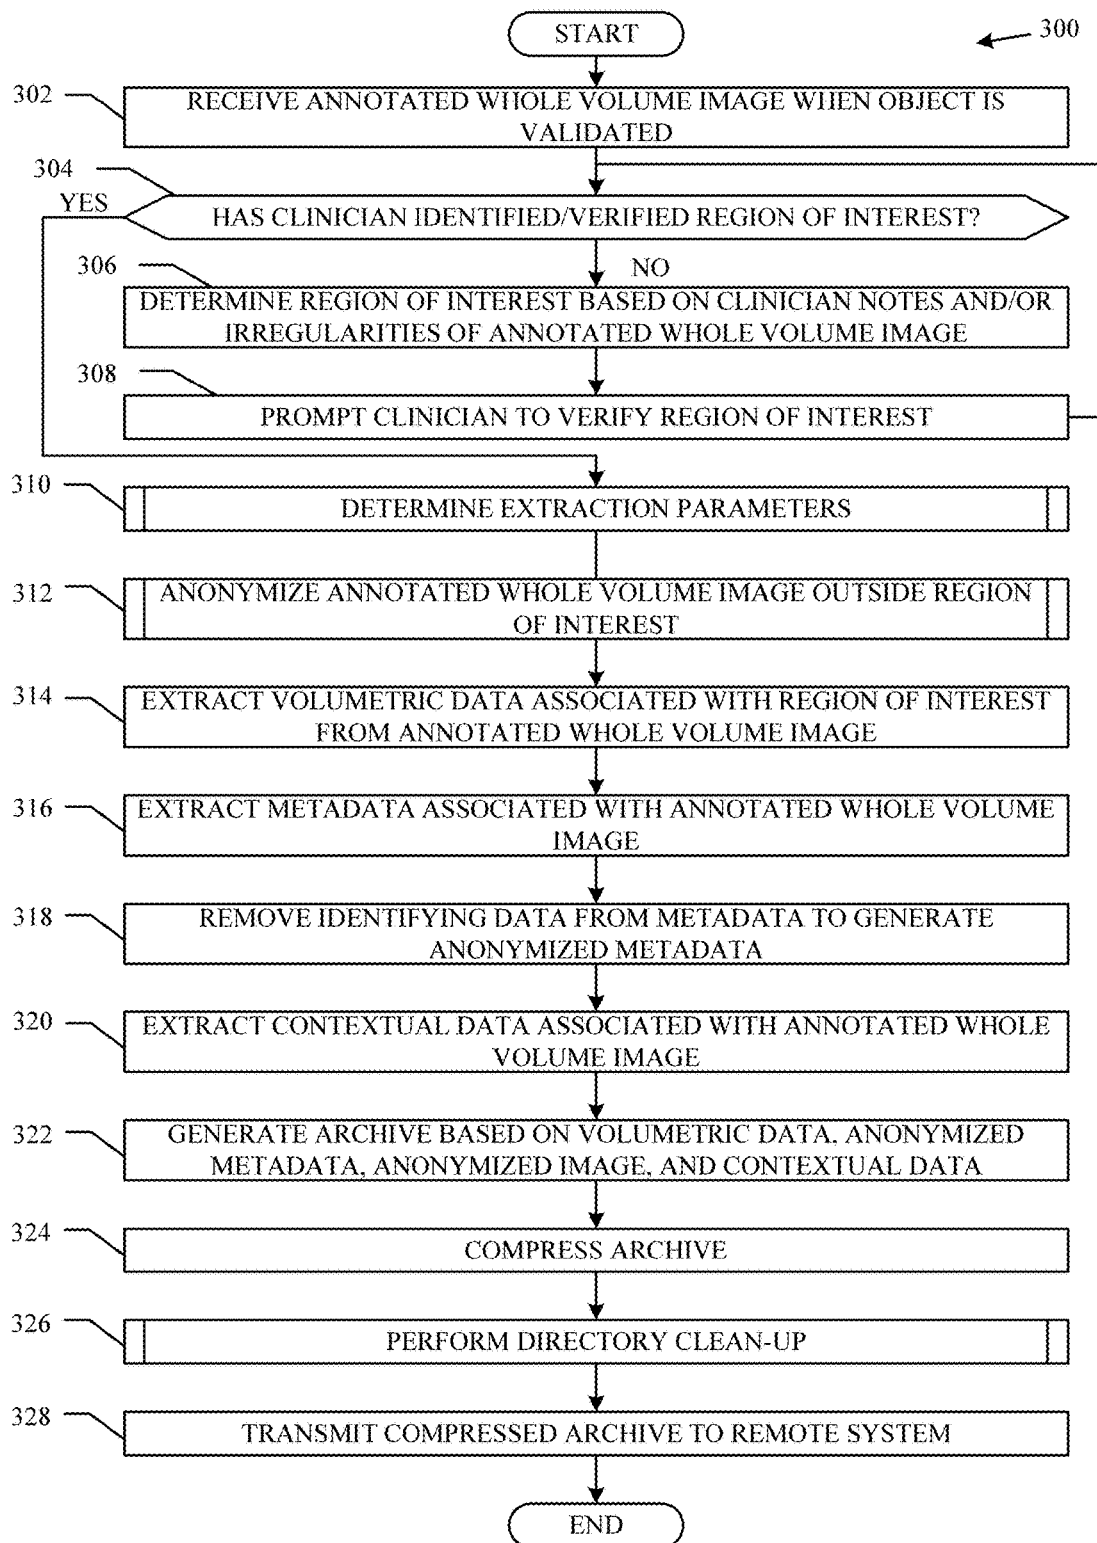 START
300
302
RECEIVE ANNOTATED WHOLE VOLUME IMAGE WHEN OBJECT IS
VALIDATED
304
YES
HAS CLINICIAN IDENTIFIED/VERIFIED REGION OF INTEREST?
306
NO
DETERMINE REGION OF INTEREST BASED ON CLINICIAN NOTES AND/OR
IRREGULARITIES OF ANNOTATED WHOLE VOLUME IMAGE
308
PROMPT CLINICIAN TO VERIFY REGION OF INTEREST
310
DETERMINE EXTRACTION PARAMETERS
312
ANONYMIZE ANNOTATED WHOLE VOLUME IMAGE OUTSIDE REGION
OF INTEREST
314
EXTRACT VOLUMETRIC DATA ASSOCIATED WITH REGION OF INTEREST
FROM ANNOTATED WHOLE VOLUME IMAGE
316
EXTRACT METADATA ASSOCIATED WITH ANNOTATED WHOLE VOLUME
IMAGE
318
REMOVE IDENTIFYING DATA FROM METADATA TO GENERATE
ANONYMIZED METADATA
320
EXTRACT CONTEXTUAL DATA ASSOCIATED WITH ANNOTATED WHOLE
VOLUME IMAGE
322
GENERATE ARCHIVE BASED ON VOLUMETRIC DATA, ANONYMIZED
METADATA, ANONYMIZED IMAGE, AND CONTEXTUAL DATA
324
COMPRESS ARCHIVE
326
PERFORM DIRECTORY CLEAN-UP
328
TRANSMIT COMPRESSED ARCHIVE TO REMOTE SYSTEM
END